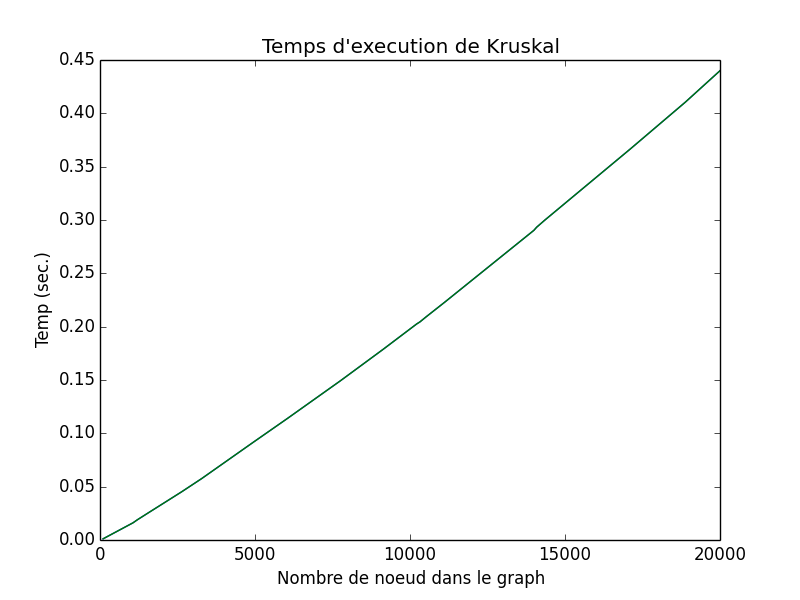 Temps d'execution de Kruskal
0.45
0.40
0.35
0.30
0.25
0.20
0.15
0.10
0.05
0.00
Temp (sec.)
0 5000 10000 15000 20000
Nombre de noeud dans le graph